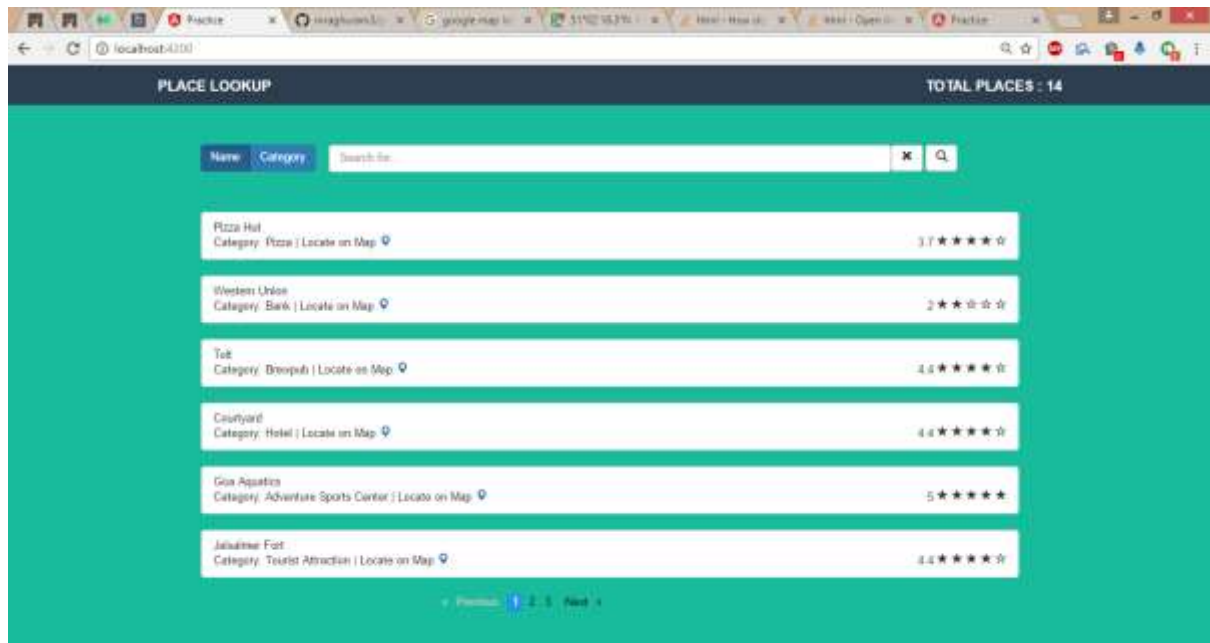 Practice
localhost:4200
PLACE LOOKUP
TOTAL PLACES : 14
Name Category Search for...
Pizza Hut
Category: Pizza | Locate on Map
3.7
Western Union
Category: Bank | Locate on Map
2
Toit
Category: Brewpub | Locate on Map
4.4
Courtyard
Category: Hotel | Locate on Map
4.4
Goa Aquatics
Category: Adventure Sports Center | Locate on Map
5
Jaisalmer Fort
Category: Tourist Attraction | Locate on Map
4.4
« Previous 1 2 3 Next »